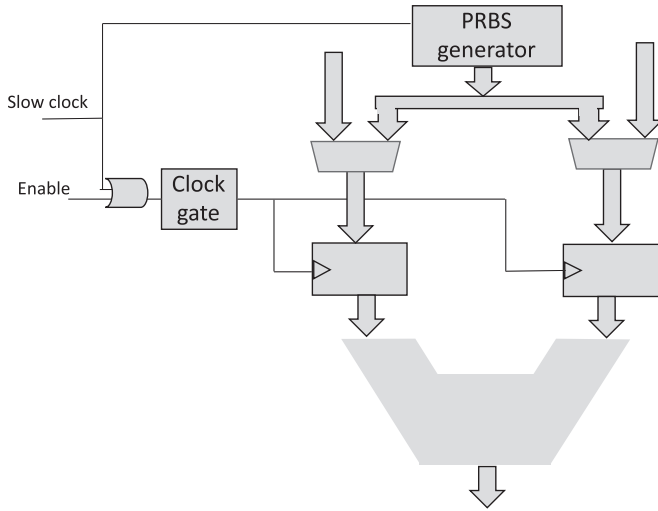 PRBS
generator
Slow clock
Enable
Clock
gate